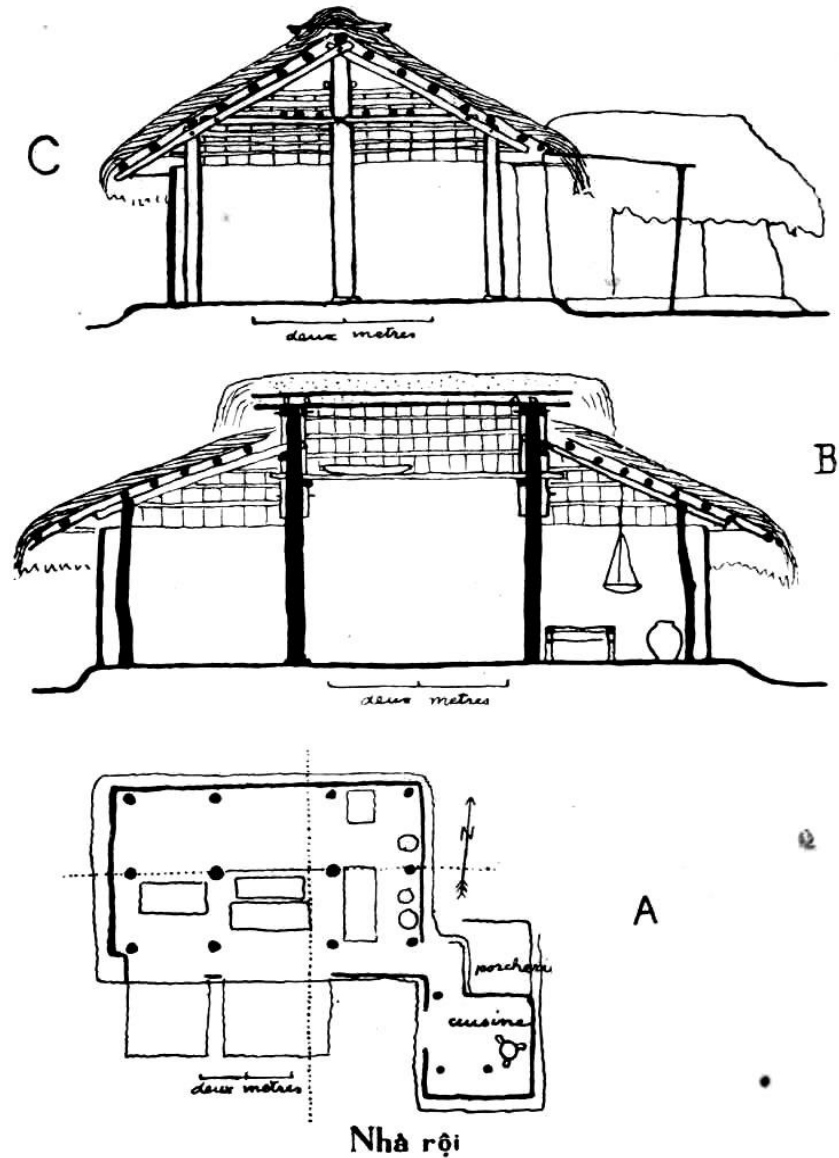 C
deux metres
B
deux metres
N
A
porcherie
cuisine
deux metres
Nhà rội